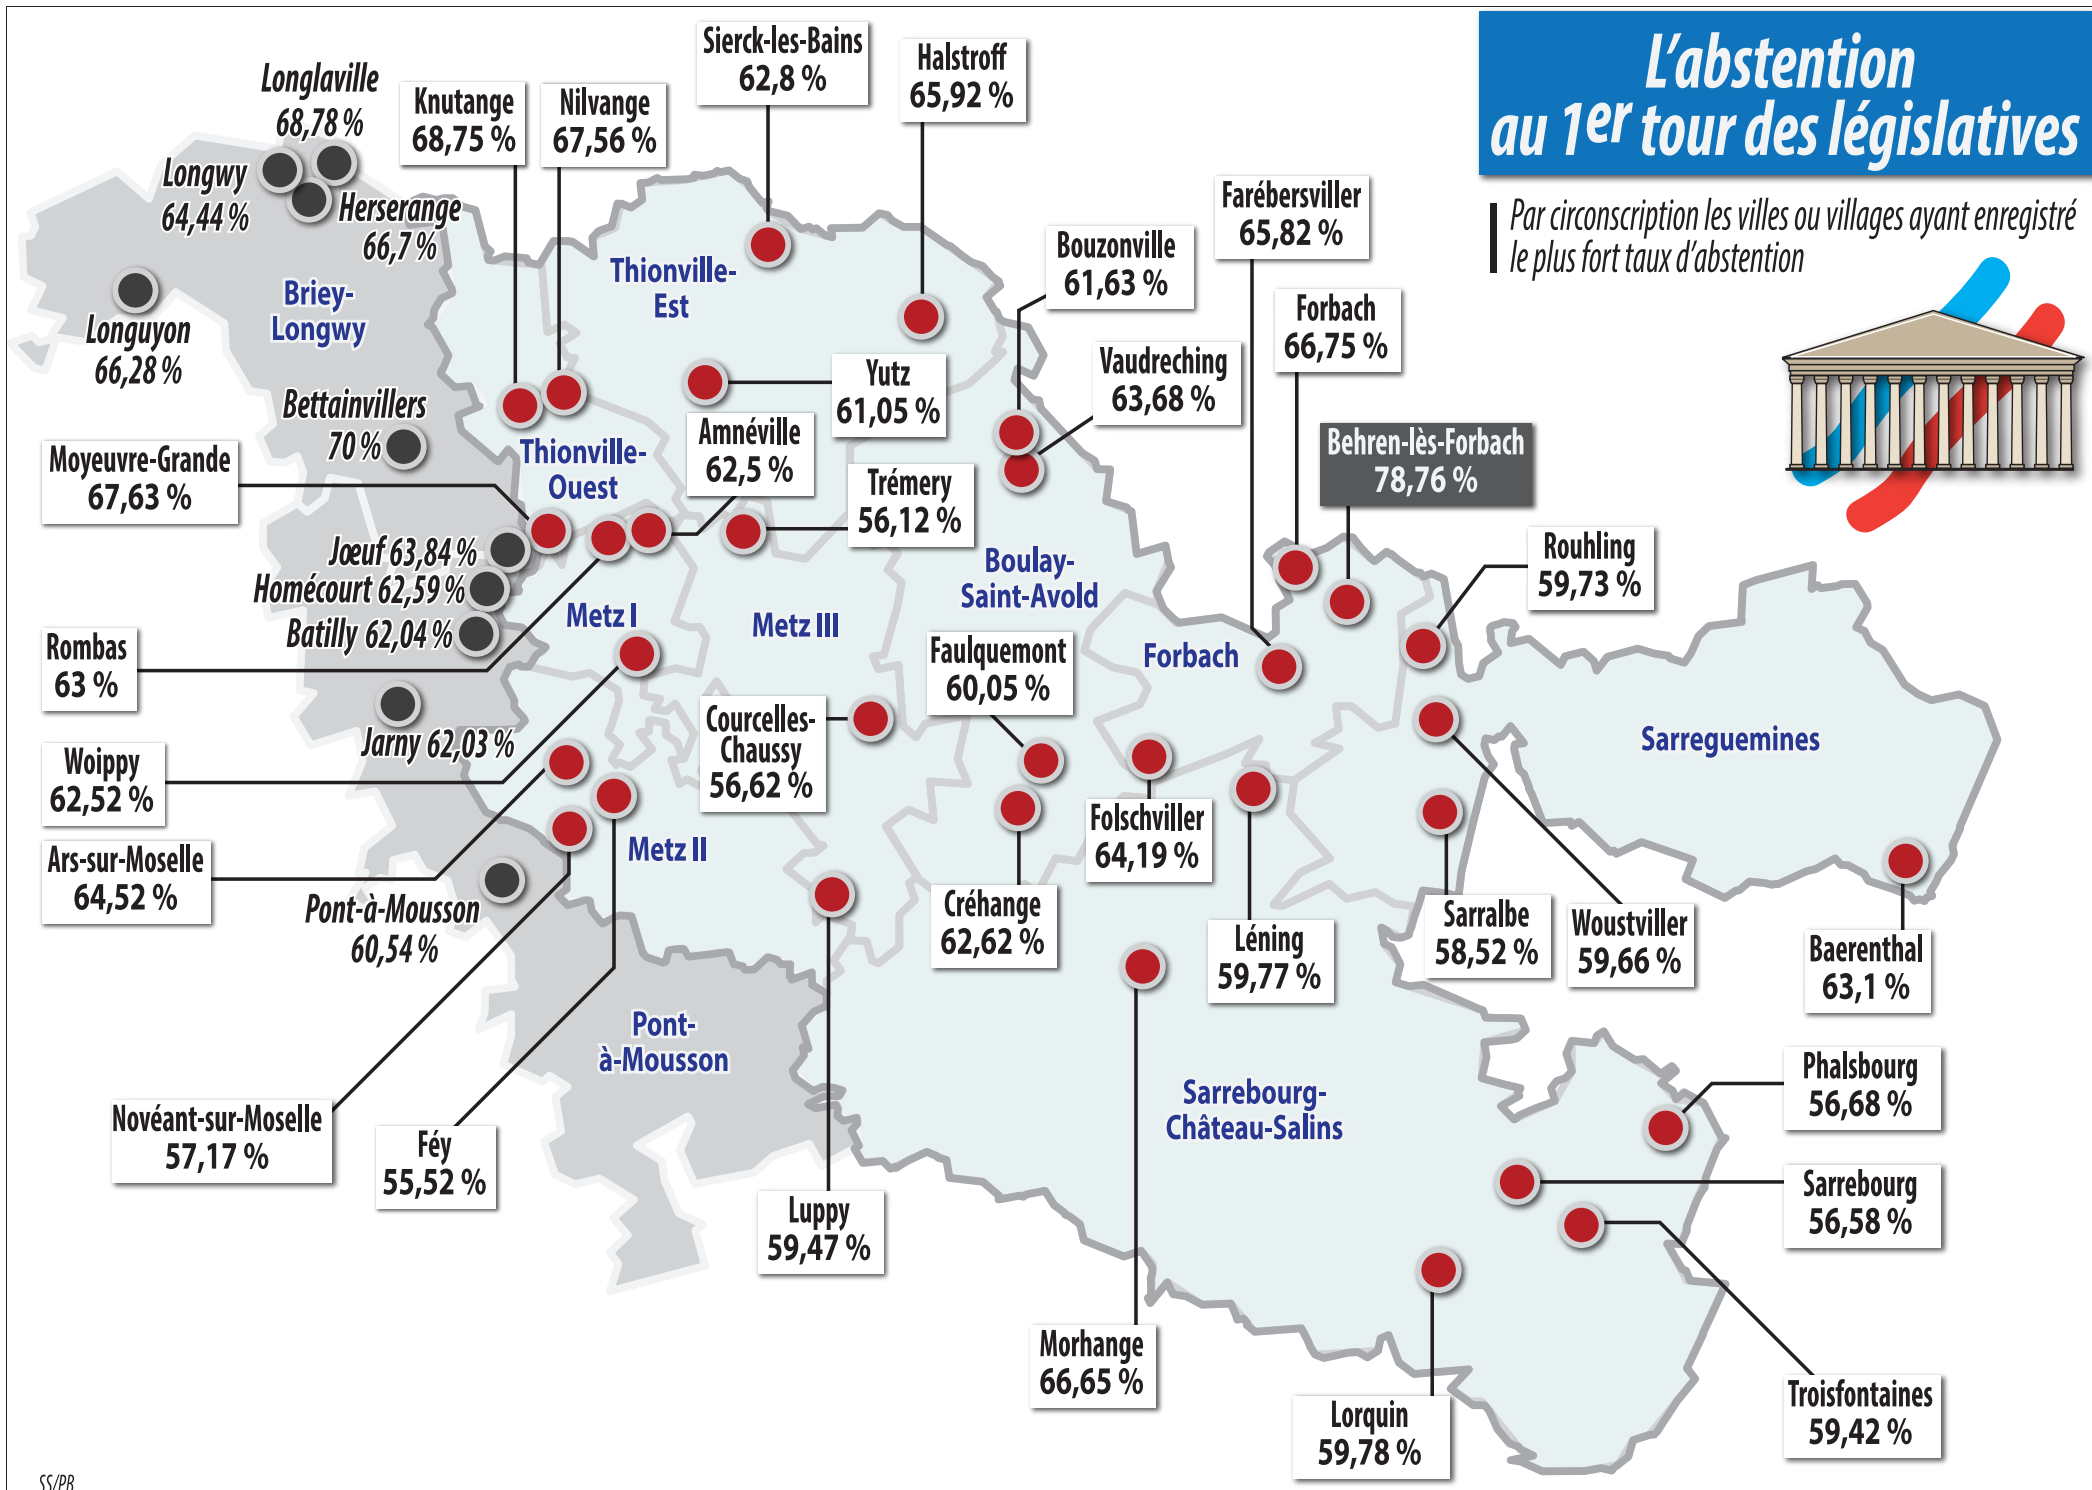 L'abstention
au 1er tour des législatives
Par circonscription les villes ou villages ayant enregistré
le plus fort taux d'abstention
Sierck-les-Bains
62,8 %
Halstroff
65,92 %
Longlaville
68,78 %
Knutange
68,75 %
Nilvange
67,56 %
Longwy
64,44 %
Herserange
66,7 %
Farébersviller
65,82 %
Bouzonville
61,63 %
Thionville-
Est
Briey-
Longwy
Longuyon
66,28 %
Forbach
66,75 %
Vaudreching
63,68 %
Yutz
61,05 %
Bettainvillers
70 %
Amnéville
62,5 %
Behren-lès-Forbach
78,76 %
Moyeuvre-Grande
67,63 %
Thionville-
Ouest
Trémery
56,12 %
Jœuf 63,84 %
Homécourt 62,59 %
Batilly 62,04 %
Boulay-
Saint-Avold
Rouhling
59,73 %
Metz I
Metz III
Rombas
63 %
Faulquemont
60,05 %
Forbach
Courcelles-
Chaussy
56,62 %
Jarny 62,03 %
Sarreguemines
Woippy
62,52 %
Folschviller
64,19 %
Metz II
Ars-sur-Moselle
64,52 %
Pont-à-Mousson
60,54 %
Créhange
62,62 %
Léning
59,77 %
Sarralbe
58,52 %
Woustviller
59,66 %
Baerenthal
63,1 %
Pont-
à-Mousson
Sarrebourg-
Château-Salins
Phalsbourg
56,68 %
Novéant-sur-Moselle
57,17 %
Féy
55,52 %
Sarrebourg
56,58 %
Luppy
59,47 %
Morhange
66,65 %
Lorquin
59,78 %
Troisfontaines
59,42 %
SS/PB